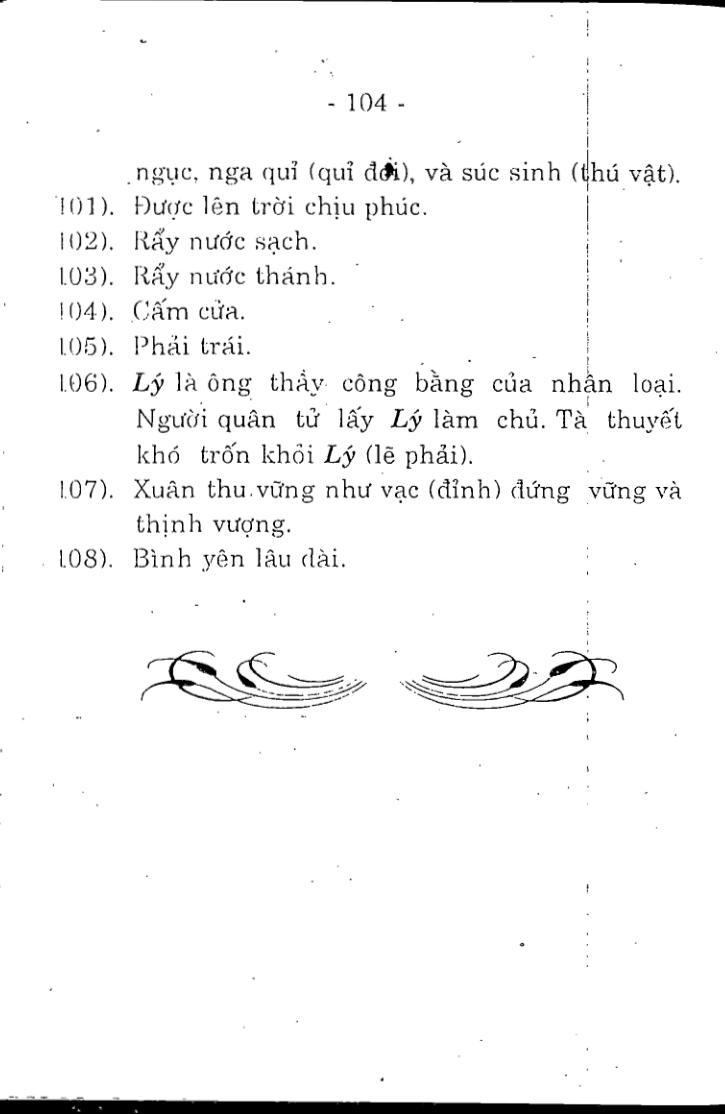 - 104 -
ngục, nga quỉ (quỉ đói), và súc sinh (thú vật).
101). Được lên trời chịu phúc.
102). Rẩy nước sạch.
103). Rẩy nước thánh.
104). Cấm cửa.
105). Phải trái.
106). Lý là ông thầy công bằng của nhân loại.
Người quân tử lấy Lý làm chủ. Tà thuyết
khó trốn khỏi Lý (lẽ phải).
107). Xuân thu vững như vạc (đỉnh) đứng vững và
thịnh vượng.
108). Bình yên lâu dài.